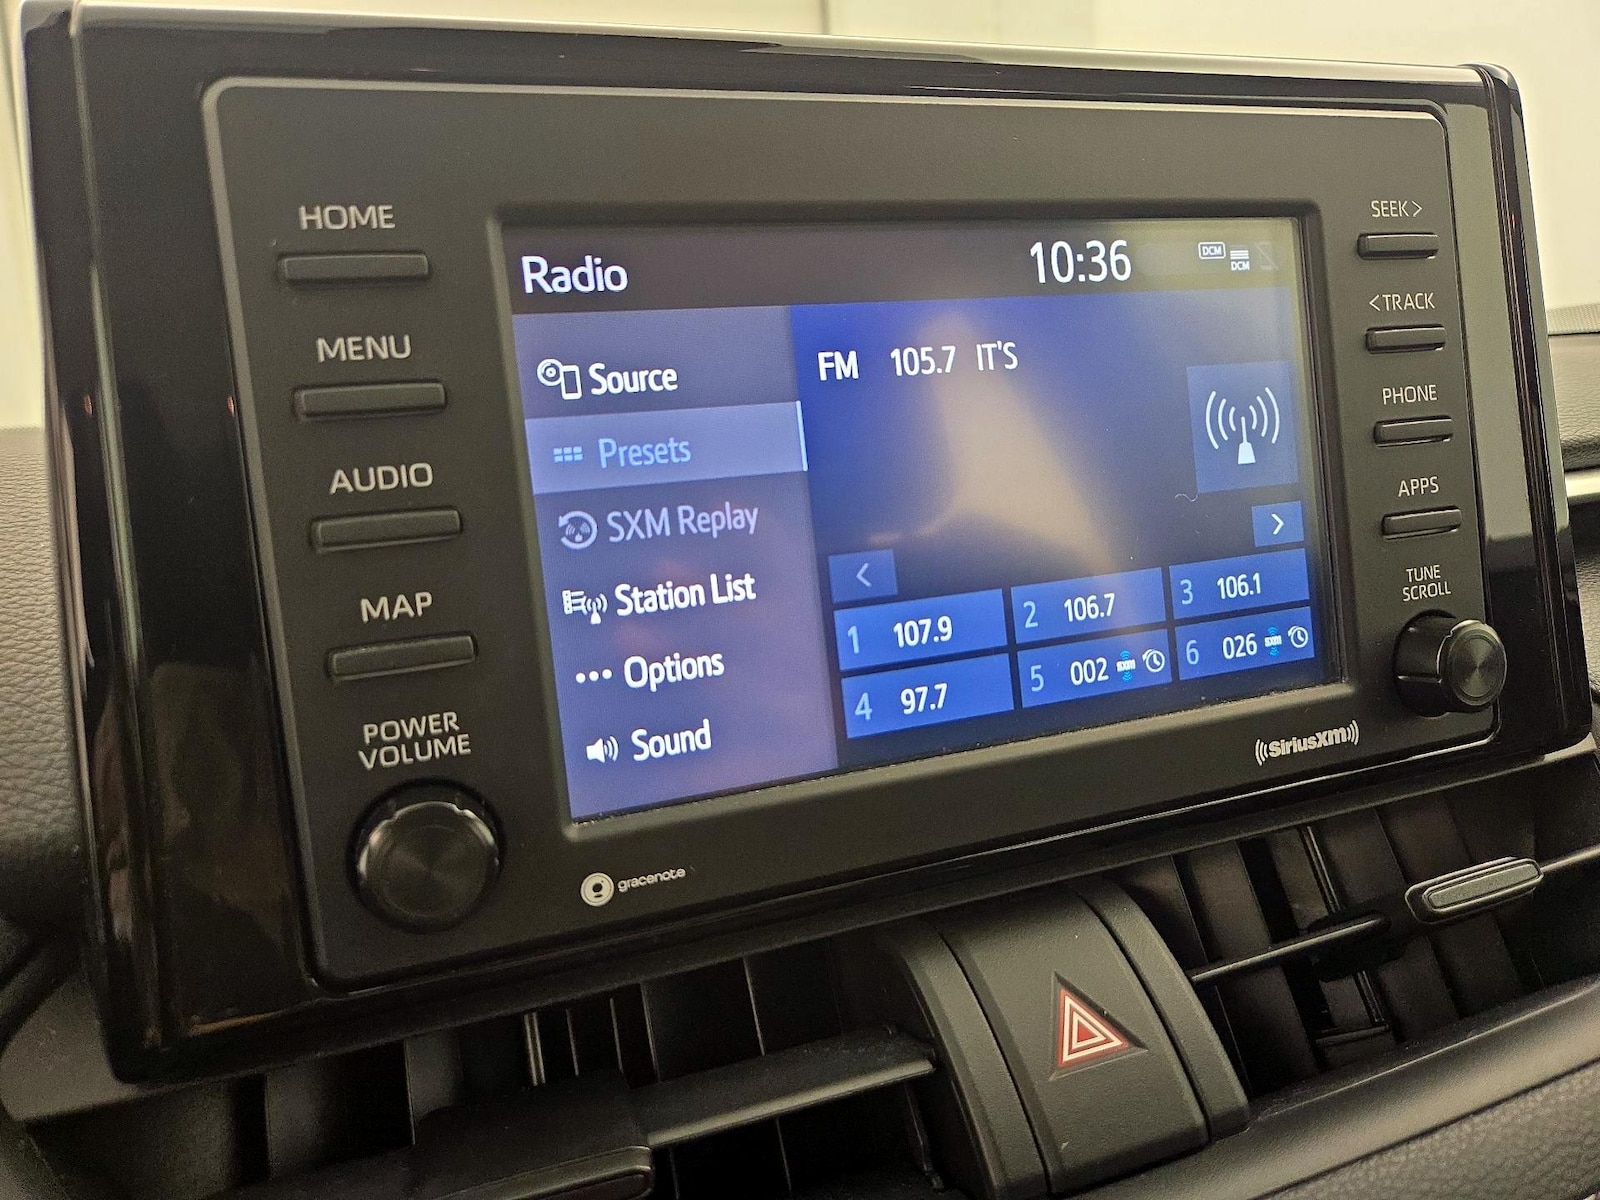 HOME
MENU
AUDIO
MAP
POWER
VOLUME
Radio
10:36
DCM
DCM
Source
Presets
SXM Replay
Station List
Options
Sound
FM 105.7 IT'S
<
>
1 107.9
2 106.7
3 106.1
4 97.7
5 002 SXM
6 026 SXM
SEEK >
< TRACK
PHONE
APPS
TUNE
SCROLL
gracenote
((SiriusXM))